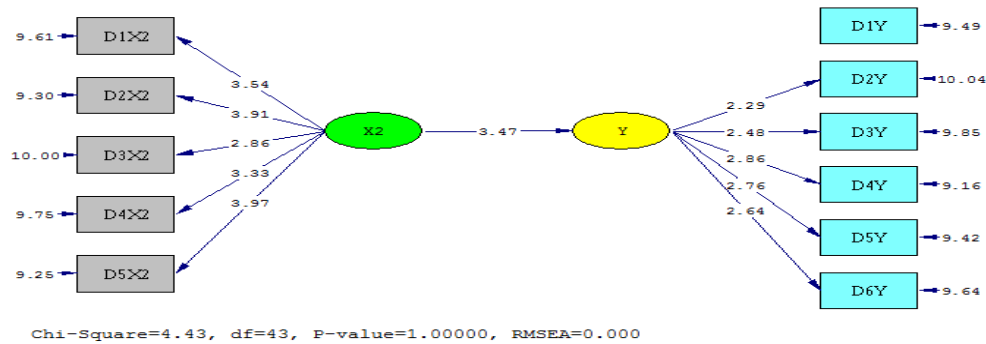 D1X2
9.61
D2X2
9.30
D3X2
10.00
D4X2
9.75
D5X2
9.25
3.54
3.91
2.86
3.33
3.97
X2
3.47
Y
2.29
2.48
2.86
2.76
2.64
D1Y
9.49
D2Y
10.04
D3Y
9.85
D4Y
9.16
D5Y
9.42
D6Y
9.64
Chi-Square=4.43, df=43, P-value=1.00000, RMSEA=0.000